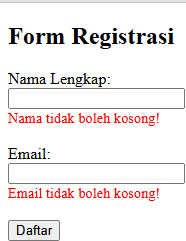 Form Registrasi
Nama Lengkap:
Nama tidak boleh kosong!
Email:
Email tidak boleh kosong!
Daftar